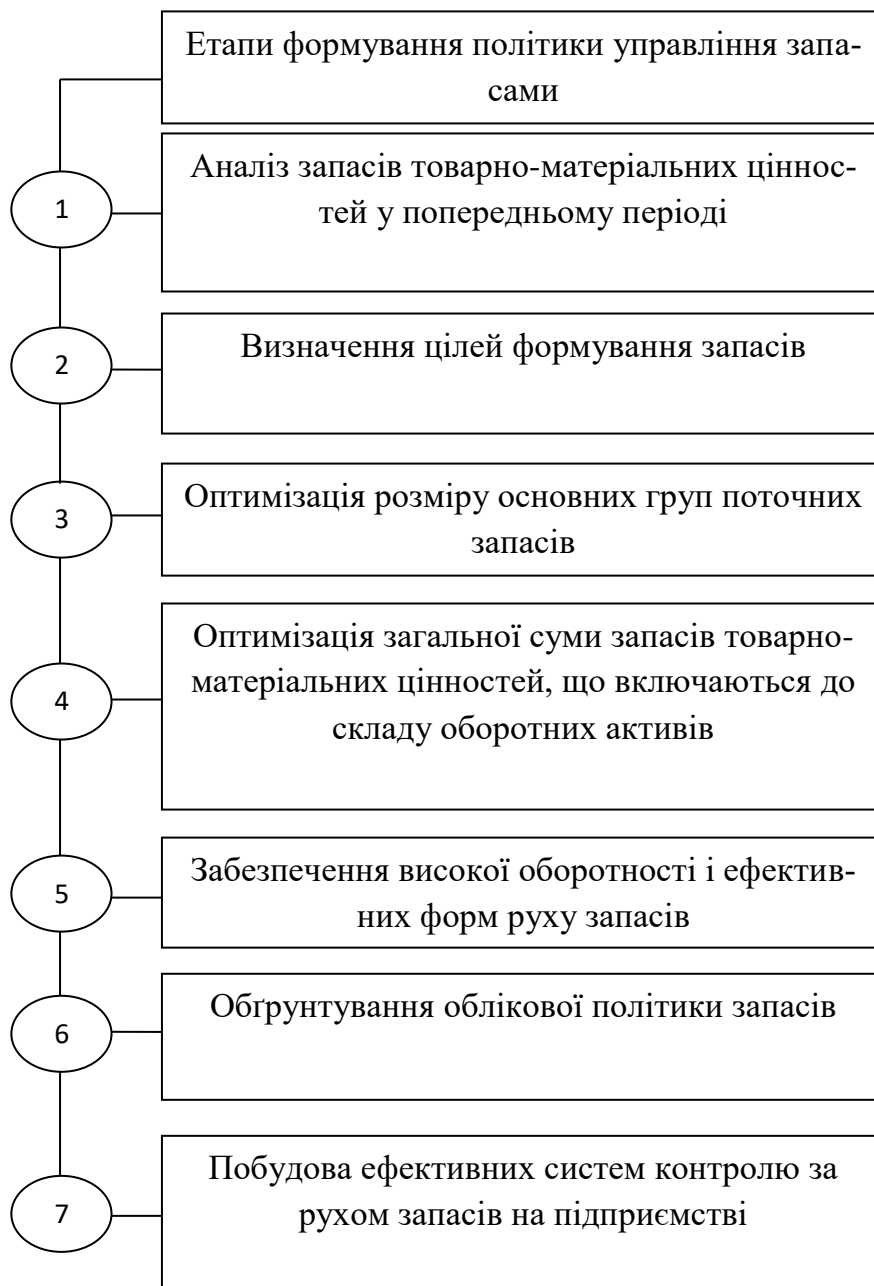 Етапи формування політики управління запа-
сами
1
Аналіз запасів товарно-матеріальних ціннос-
тей у попередньому періоді
2
Визначення цілей формування запасів
3
Оптимізація розміру основних груп поточних
запасів
4
Оптимізація загальної суми запасів товарно-
матеріальних цінностей, що включаються до
складу оборотних активів
5
Забезпечення високої оборотності і ефектив-
них форм руху запасів
6
Обґрунтування облікової політики запасів
7
Побудова ефективних систем контролю за
рухом запасів на підприємстві